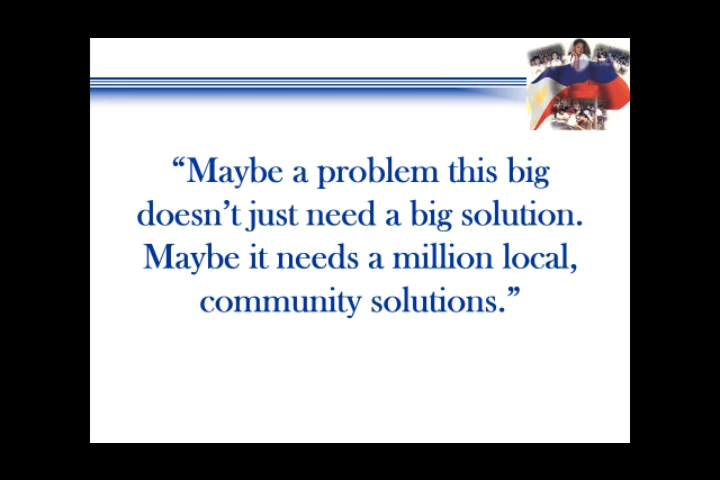 “Maybe a problem this big
doesn’t just need a big solution.
Maybe it needs a million local,
community solutions.”